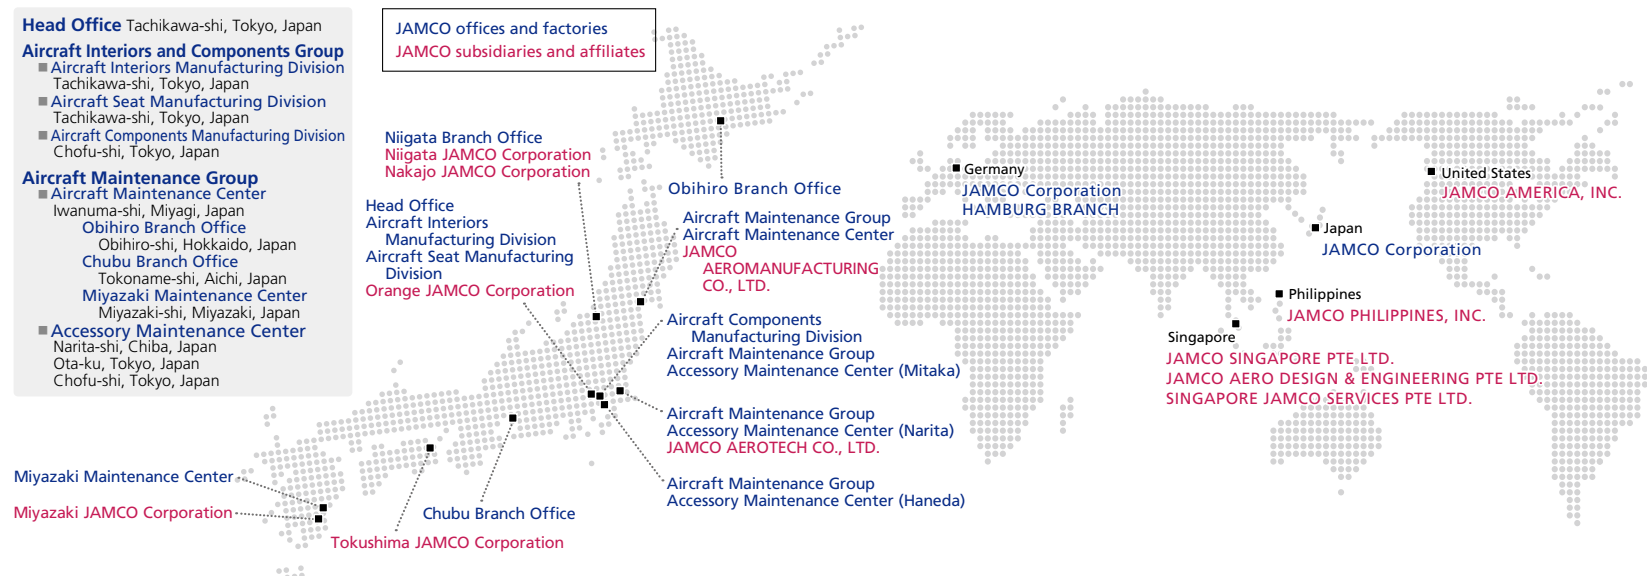 Head Office Tachikawa-shi, Tokyo, Japan
Aircraft Interiors and Components Group
Aircraft Interiors Manufacturing Division
Tachikawa-shi, Tokyo, Japan
Aircraft Seat Manufacturing Division
Tachikawa-shi, Tokyo, Japan
Aircraft Components Manufacturing Division
Chofu-shi, Tokyo, Japan
Aircraft Maintenance Group
Aircraft Maintenance Center
Iwanuma-shi, Miyagi, Japan
Obihiro Branch Office
Obihiro-shi, Hokkaido, Japan
Chubu Branch Office
Tokoname-shi, Aichi, Japan
Miyazaki Maintenance Center
Miyazaki-shi, Miyazaki, Japan
Accessory Maintenance Center
Narita-shi, Chiba, Japan
Ota-ku, Tokyo, Japan
Chofu-shi, Tokyo, Japan
JAMCO offices and factories
JAMCO subsidiaries and affiliates
Niigata Branch Office
Niigata JAMCO Corporation
Nakajo JAMCO Corporation
Head Office
Aircraft Interiors
Manufacturing Division
Aircraft Seat Manufacturing
Division
Orange JAMCO Corporation
Obihiro Branch Office
Aircraft Maintenance Group
Aircraft Maintenance Center
JAMCO
AEROMANUFACTURING
CO., LTD.
Aircraft Components
Manufacturing Division
Aircraft Maintenance Group
Accessory Maintenance Center (Mitaka)
Aircraft Maintenance Group
Accessory Maintenance Center (Narita)
JAMCO AEROTECH CO., LTD.
Aircraft Maintenance Group
Accessory Maintenance Center (Haneda)
Miyazaki Maintenance Center
Miyazaki JAMCO Corporation
Chubu Branch Office
Tokushima JAMCO Corporation
Germany
JAMCO Corporation
HAMBURG BRANCH
United States
JAMCO AMERICA, INC.
Japan
JAMCO Corporation
Philippines
JAMCO PHILIPPINES, INC.
Singapore
JAMCO SINGAPORE PTE LTD.
JAMCO AERO DESIGN & ENGINEERING PTE LTD.
SINGAPORE JAMCO SERVICES PTE LTD.